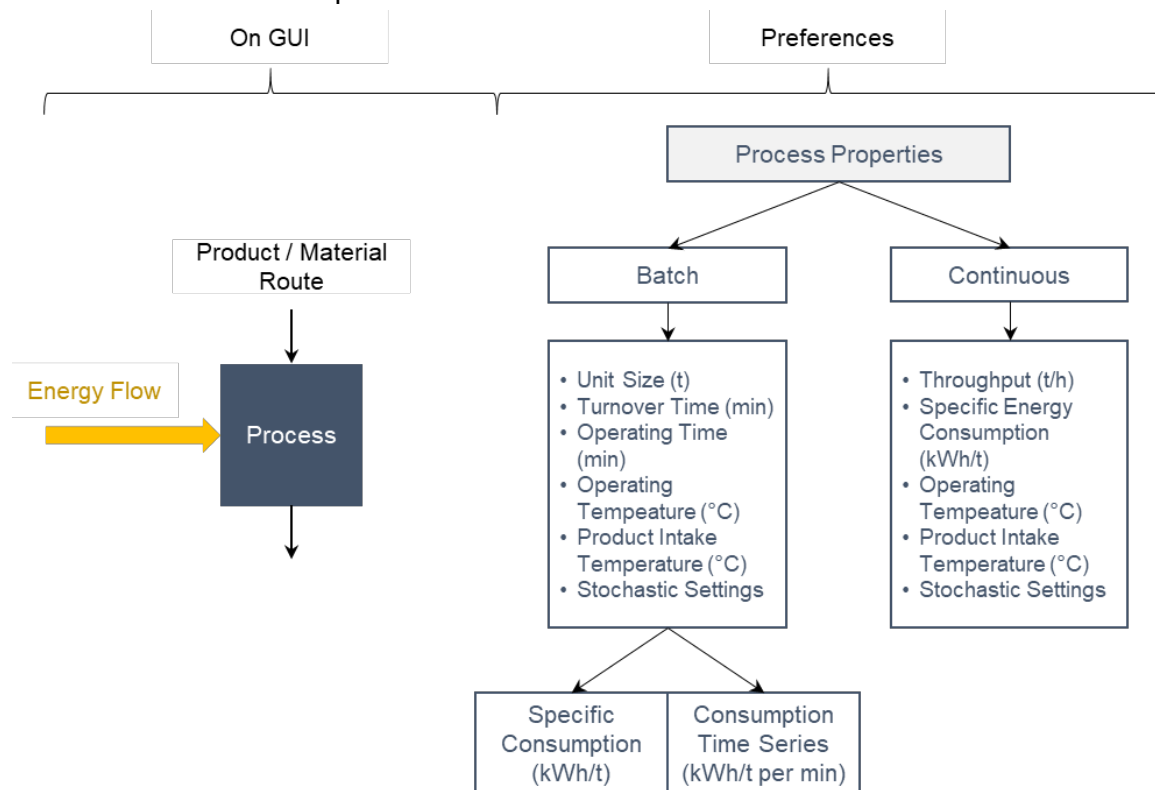 On GUI
Preferences
Process Properties
Product / Material
Route
Batch
Continuous
Energy Flow
Process
• Unit Size (t)
• Turnover Time (min)
• Operating Time
(min)
• Operating
Tempeature (°C)
• Product Intake
Temperature (°C)
• Stochastic Settings
• Throughput (t/h)
• Specific Energy
Consumption
(kWh/t)
• Operating
Tempeature (°C)
• Product Intake
Temperature (°C)
• Stochastic Settings
Specific
Consumption
(kWh/t)
Consumption
Time Series
(kWh/t per min)